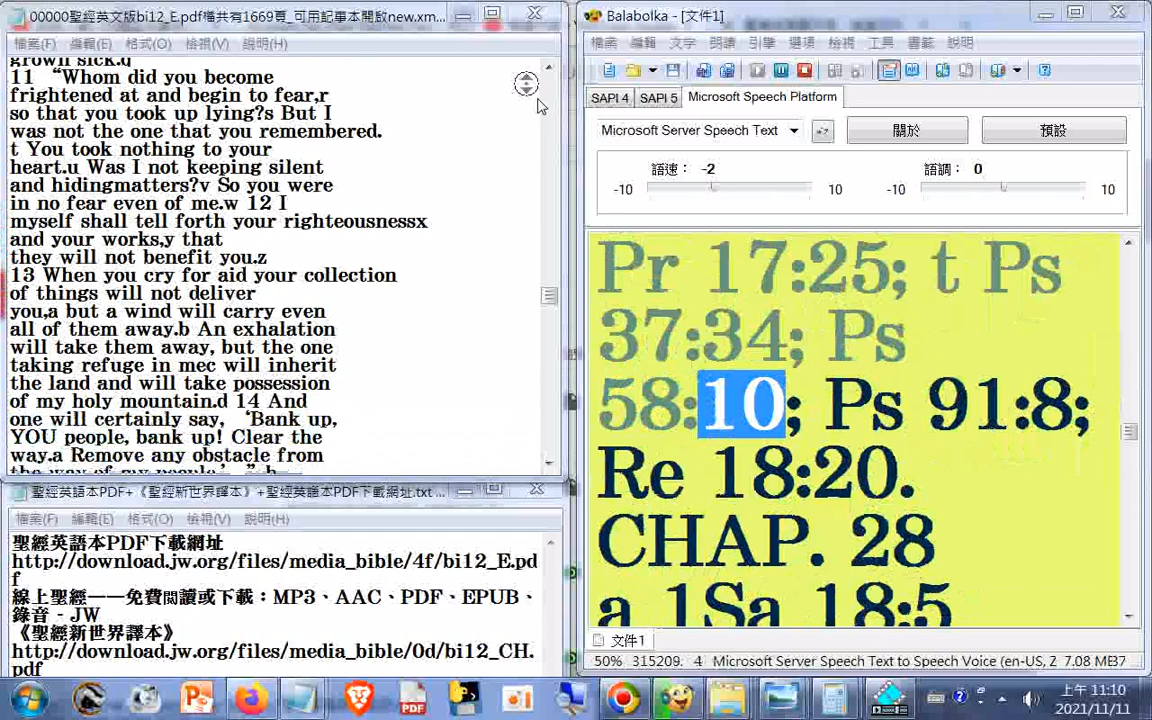 00000聖經英文版bi12_E.pdf檔共有1669頁_可用記事本開啟new.xm...
檔案(F) 編輯(E) 格式(O) 檢視(V) 說明(H)
grown sick.q
11 “Whom did you become
frightened at and begin to fear,r
so that you took up lying?s But I
was not the one that you remembered.
t You took nothing to your
heart.u Was I not keeping silent
and hidingmatters?v So you were
in no fear even of me.w 12 I
myself shall tell forth your righteousnessx
and your works,y that
they will not benefit you.z
13 When you cry for aid your collection
of things will not deliver
you,a but a wind will carry even
all of them away.b An exhalation
will take them away, but the one
taking refuge in mec will inherit
the land and will take possession
of my holy mountain.d 14 And
one will certainly say, ‘Bank up,
YOU people, bank up! Clear the
way.a Remove any obstacle from
the way of my people’.”b
聖經英語本PDF+《聖經新世界譯本》+聖經英語本PDF下載網址.txt ...
檔案(F) 編輯(E) 格式(O) 檢視(V) 說明(H)
聖經英語本PDF下載網址
http://download.jw.org/files/media_bible/4f/bi12_E.pd
f
線上聖經——免費閱讀或下載：MP3、AAC、PDF、EPUB、
錄音 - JW
《聖經新世界譯本》
http://download.jw.org/files/media_bible/0d/bi12_CH.
pdf
Balabolka - [文件1]
檔案 編輯 文字 朗讀 引擎 選項 檢視 工具 書籤 說明
SAPI 4 SAPI 5 Microsoft Speech Platform
Microsoft Server Speech Text 關於 預設
語速： -2 語調： 0
-10 10 -10 10
Pr 17:25; t Ps
37:34; Ps
58:10; Ps 91:8;
Re 18:20.
CHAP. 28
a 1Sa 18:5
文件1
50% 315209. 4 Microsoft Server Speech Text to Speech Voice (en-US, 2 7.08 MB37
上午 11:10
2021/11/11